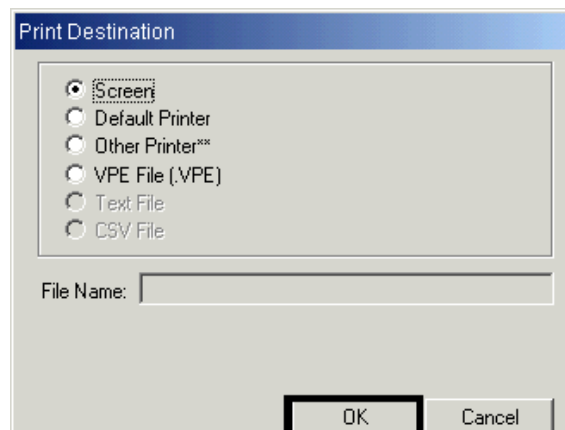 Print Destination
Screen
Default Printer
Other Printer**
VPE File (.VPE)
Text File
CSV File
File Name:
OK Cancel